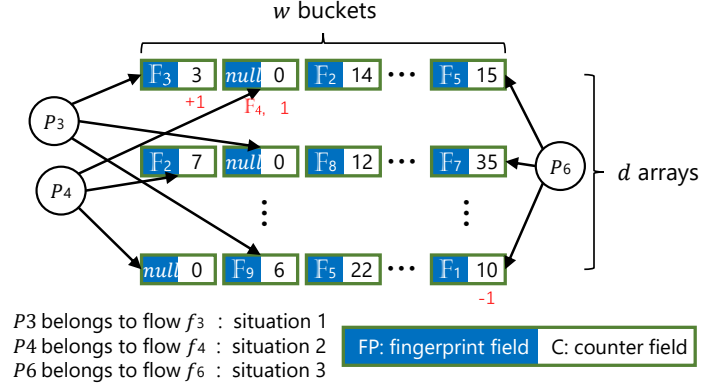 w buckets
𝔽3 3 null 0 𝔽2 14 ··· 𝔽5 15
+1 𝔽4, 1
P3
𝔽2 7 null 0 𝔽8 12 ··· 𝔽7 35
P6
d arrays
P4
null 0 𝔽9 6 𝔽5 22 ··· 𝔽1 10
-1
P3 belongs to flow f3 : situation 1
P4 belongs to flow f4 : situation 2
P6 belongs to flow f6 : situation 3
FP: fingerprint field C: counter field